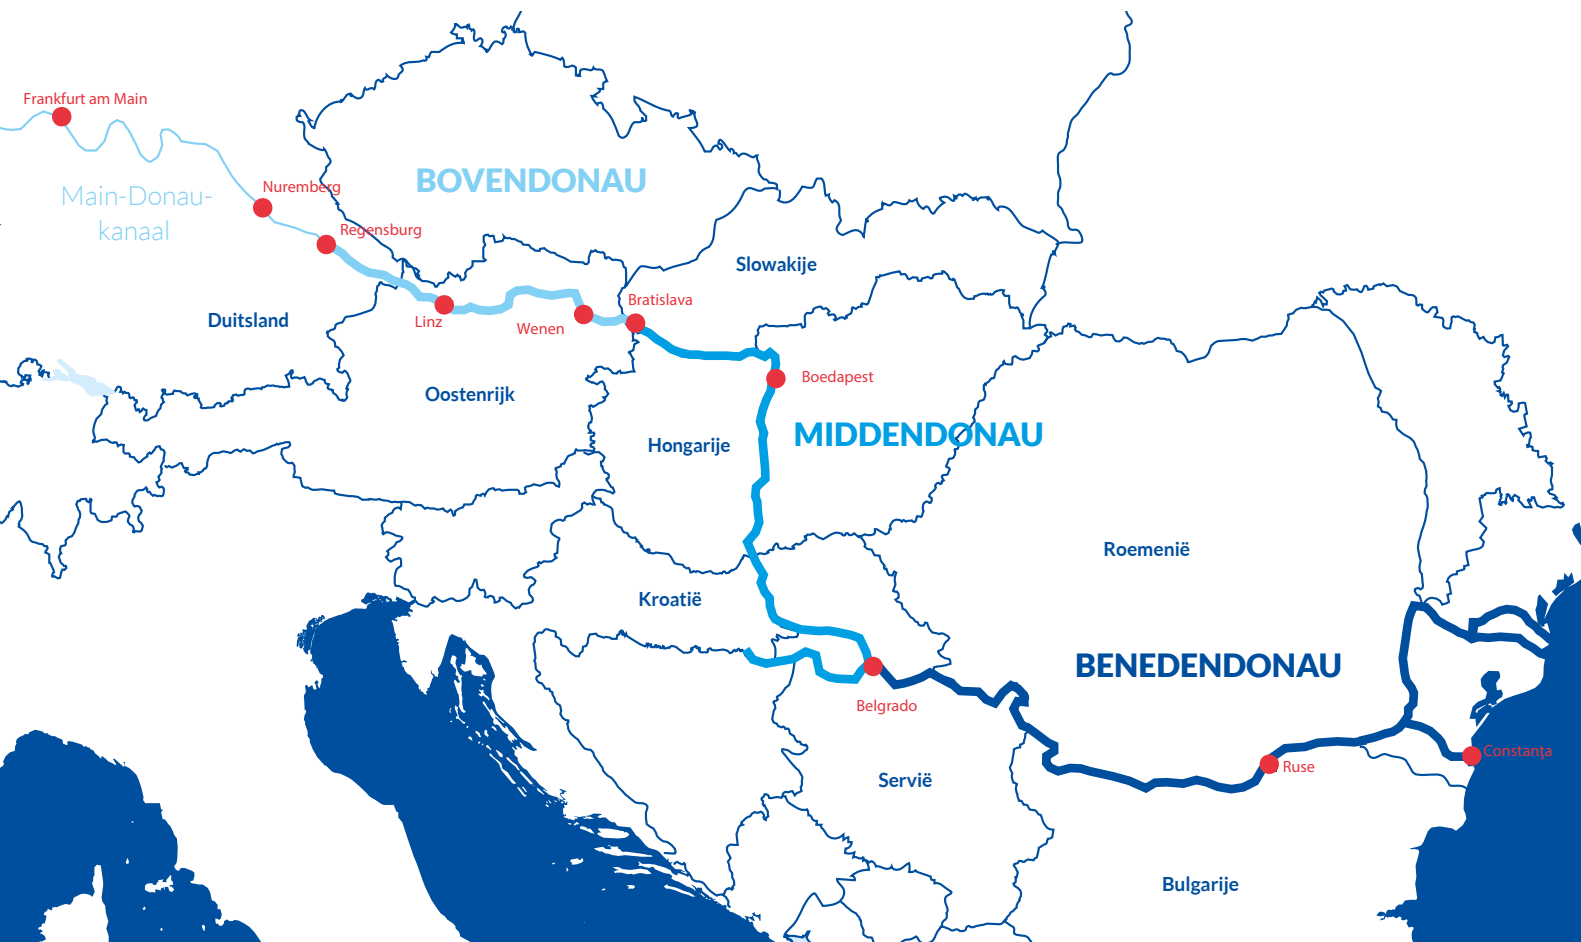 Frankfurt am Main
BOVENDONAU
Nuremberg
Main-Donau-
kanaal
Regensburg
Slowakije
Bratislava
Duitsland
Linz
Wenen
Boedapest
Oostenrijk
MIDDENDONAU
Hongarije
Roemenië
Kroatië
BENEDENDONAU
Belgrado
Constanţa
Ruse
Servië
Bulgarije